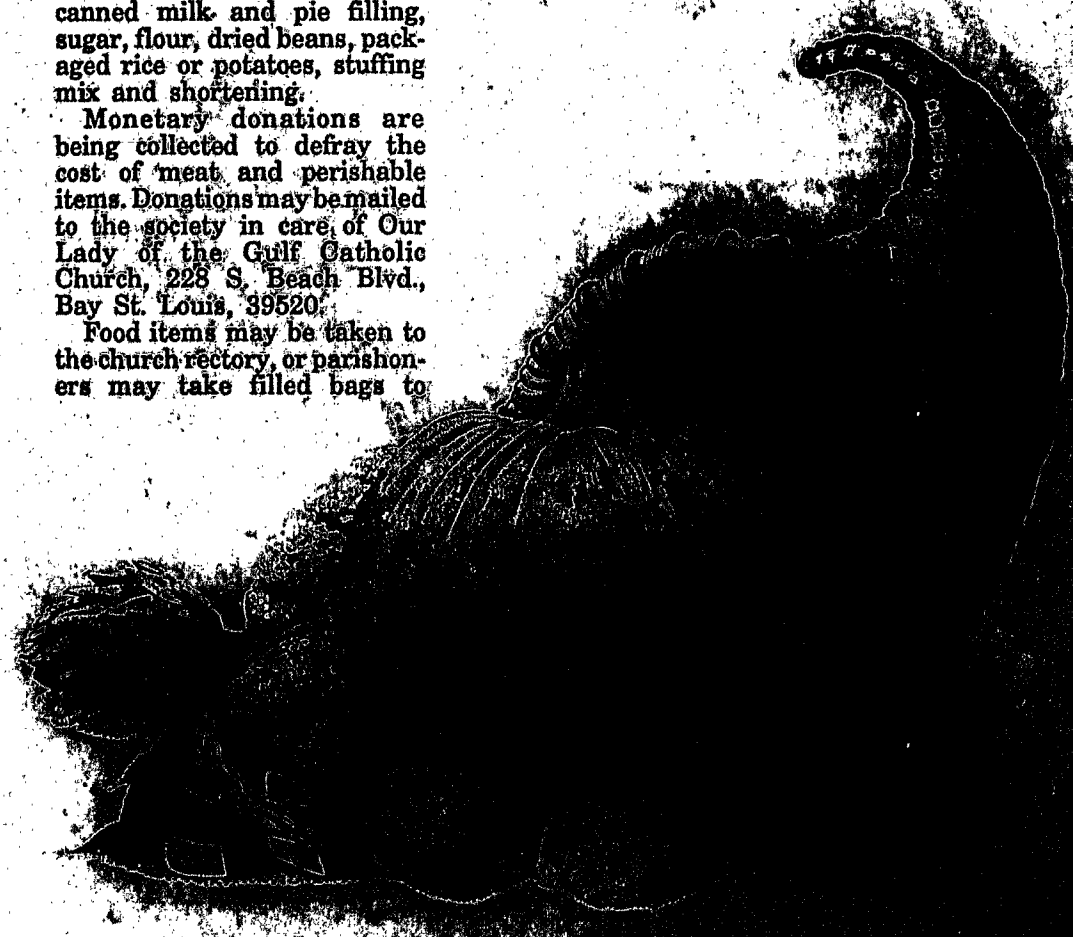 canned milk and pie filling,
sugar, flour, dried beans, pack-
aged rice or potatoes, stuffing
mix and shortening.
Monetary donations are
being collected to defray the
cost of meat and perishable
items. Donations may be mailed
to the society in care of Our
Lady of the Gulf Catholic
Church, 228 S. Beach Blvd.,
Bay St. Louis, 39520.
Food items may be taken to
the church rectory, or parishon-
ers may take filled bags to